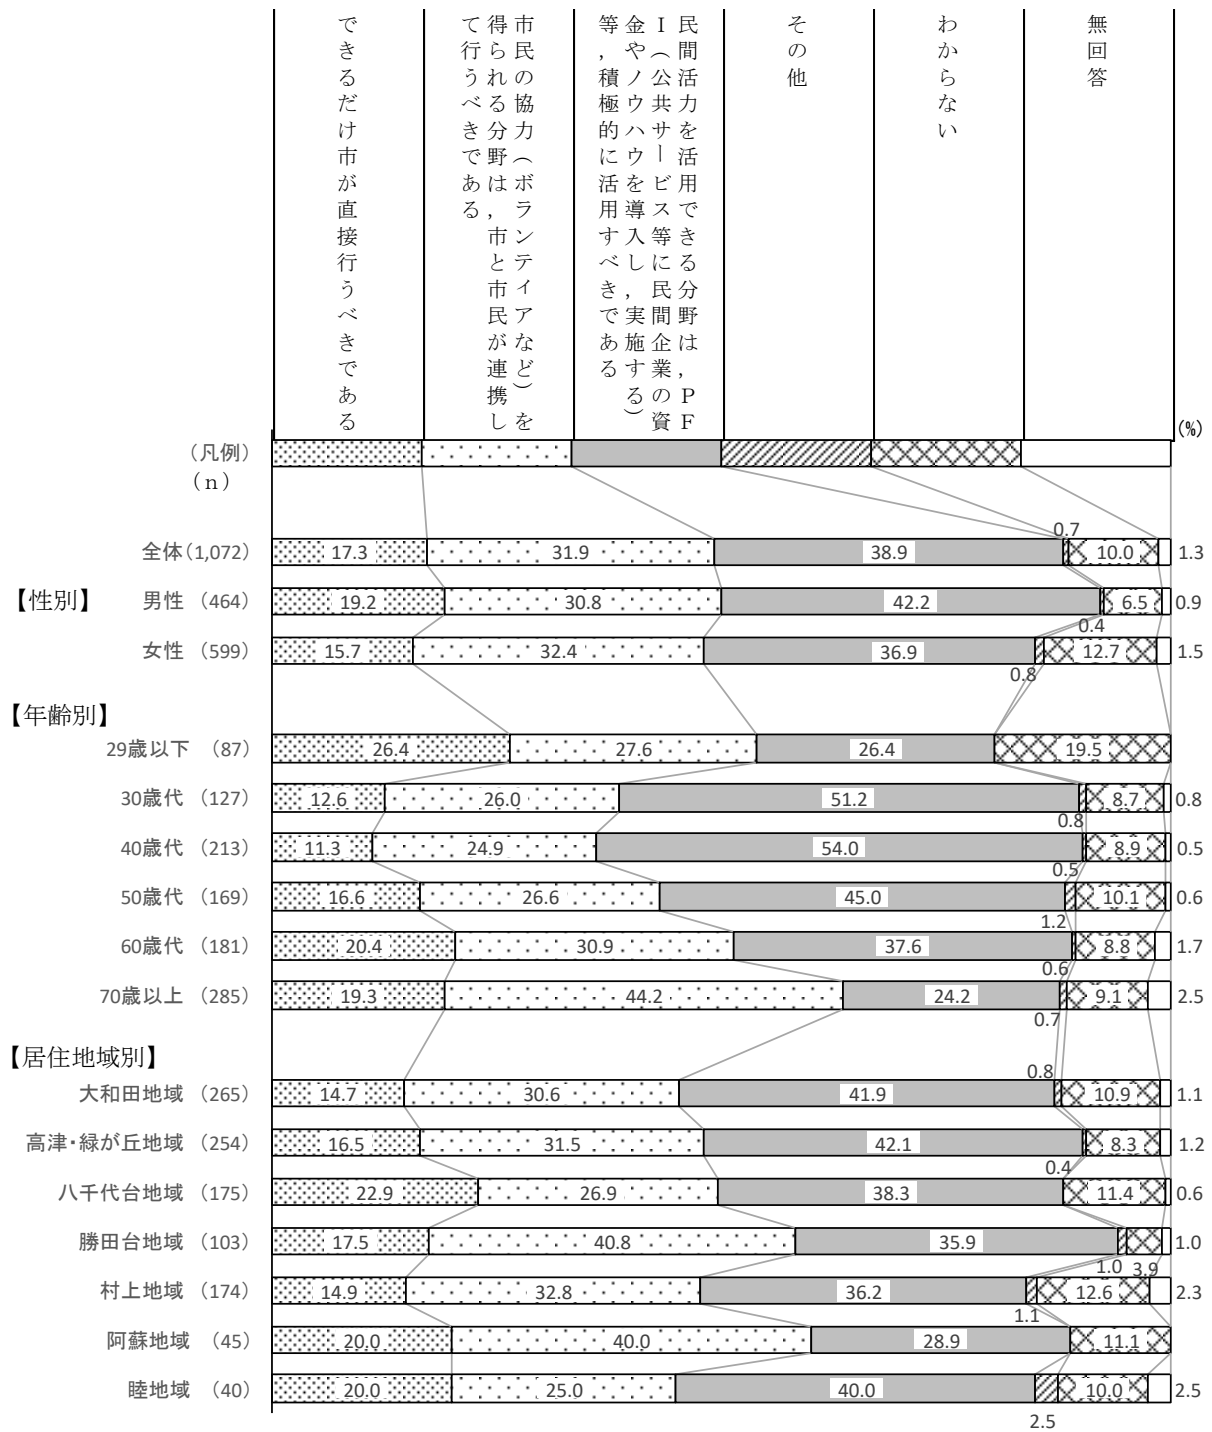 できるだけ市が直接行うべきである
市民の協力（ボランテイアなど）を
得られる分野は，市と市民が連携し
て行うべきである
民間活力を活用できる分野は，ＰＦ
Ｉ（公共サービス等に民間企業の資
金やノウハウを導入し，実施する）
等，積極的に活用すべきである
その他
わからない
無回答
(%)
(凡例)
(ｎ)
全体(1,072) 17.3 31.9 38.9 0.7 10.0 1.3
【性別】 男性 (464) 19.2 30.8 42.2 0.4 6.5 0.9
女性 (599) 15.7 32.4 36.9 0.8 12.7 1.5
【年齢別】
29歳以下 (87) 26.4 27.6 26.4 19.5
30歳代 (127) 12.6 26.0 51.2 0.8 8.7 0.8
40歳代 (213) 11.3 24.9 54.0 0.5 8.9 0.5
50歳代 (169) 16.6 26.6 45.0 1.2 10.1 0.6
60歳代 (181) 20.4 30.9 37.6 0.6 8.8 1.7
70歳以上 (285) 19.3 44.2 24.2 0.7 9.1 2.5
【居住地域別】
大和田地域 (265) 14.7 30.6 41.9 0.8 10.9 1.1
高津・緑が丘地域 (254) 16.5 31.5 42.1 0.4 8.3 1.2
八千代台地域 (175) 22.9 26.9 38.3 11.4 0.6
勝田台地域 (103) 17.5 40.8 35.9 1.0 3.9 1.0
村上地域 (174) 14.9 32.8 36.2 1.1 12.6 2.3
阿蘇地域 (45) 20.0 40.0 28.9 11.1
睦地域 (40) 20.0 25.0 40.0 2.5 10.0 2.5